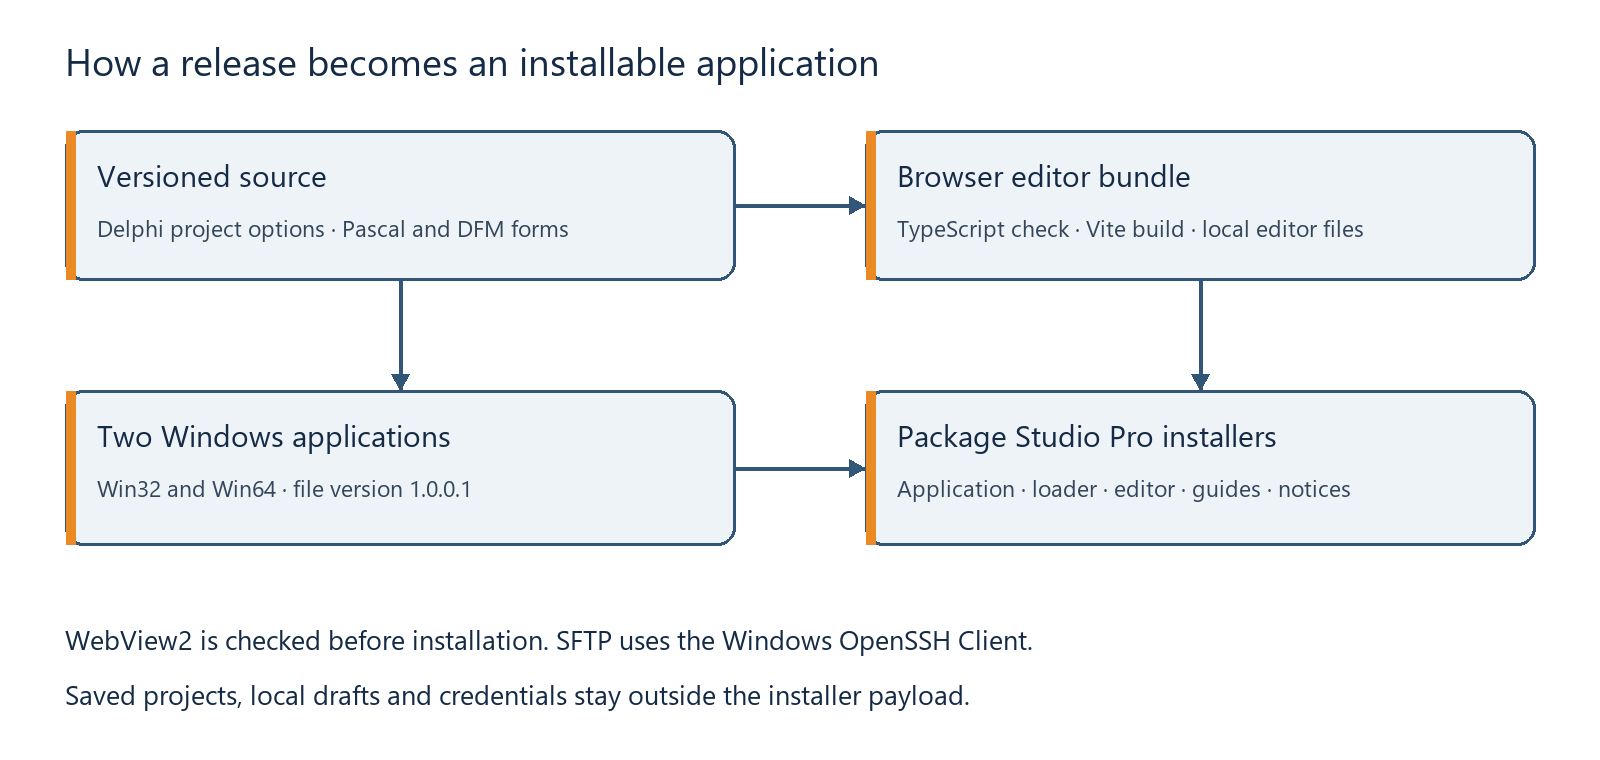 How a release becomes an installable application
Versioned source
Delphi project options · Pascal and DFM forms
Browser editor bundle
TypeScript check · Vite build · local editor files
Two Windows applications
Win32 and Win64 · file version 1.0.0.1
Package Studio Pro installers
Application · loader · editor · guides · notices
WebView2 is checked before installation. SFTP uses the Windows OpenSSH Client.
Saved projects, local drafts and credentials stay outside the installer payload.